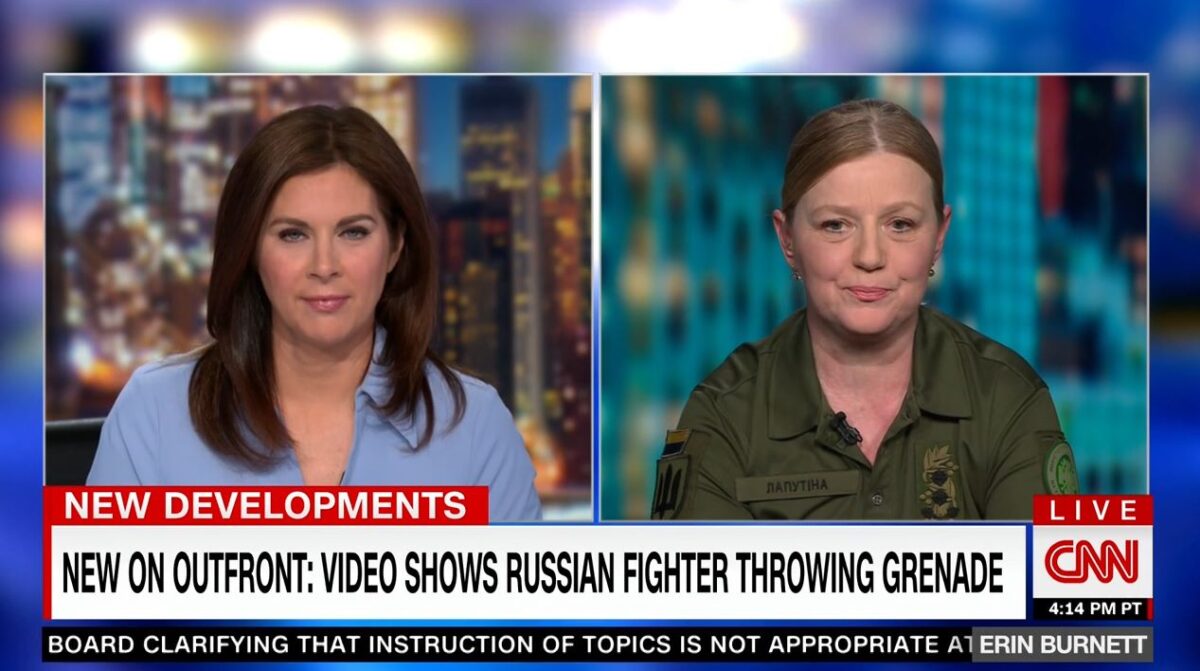 ЛАПУТІНА
NEW DEVELOPMENTS
NEW ON OUTFRONT: VIDEO SHOWS RUSSIAN FIGHTER THROWING GRENADE
LIVE
CNN
4:14 PM PT
BOARD CLARIFYING THAT INSTRUCTION OF TOPICS IS NOT APPROPRIATE AT
ERIN BURNETT